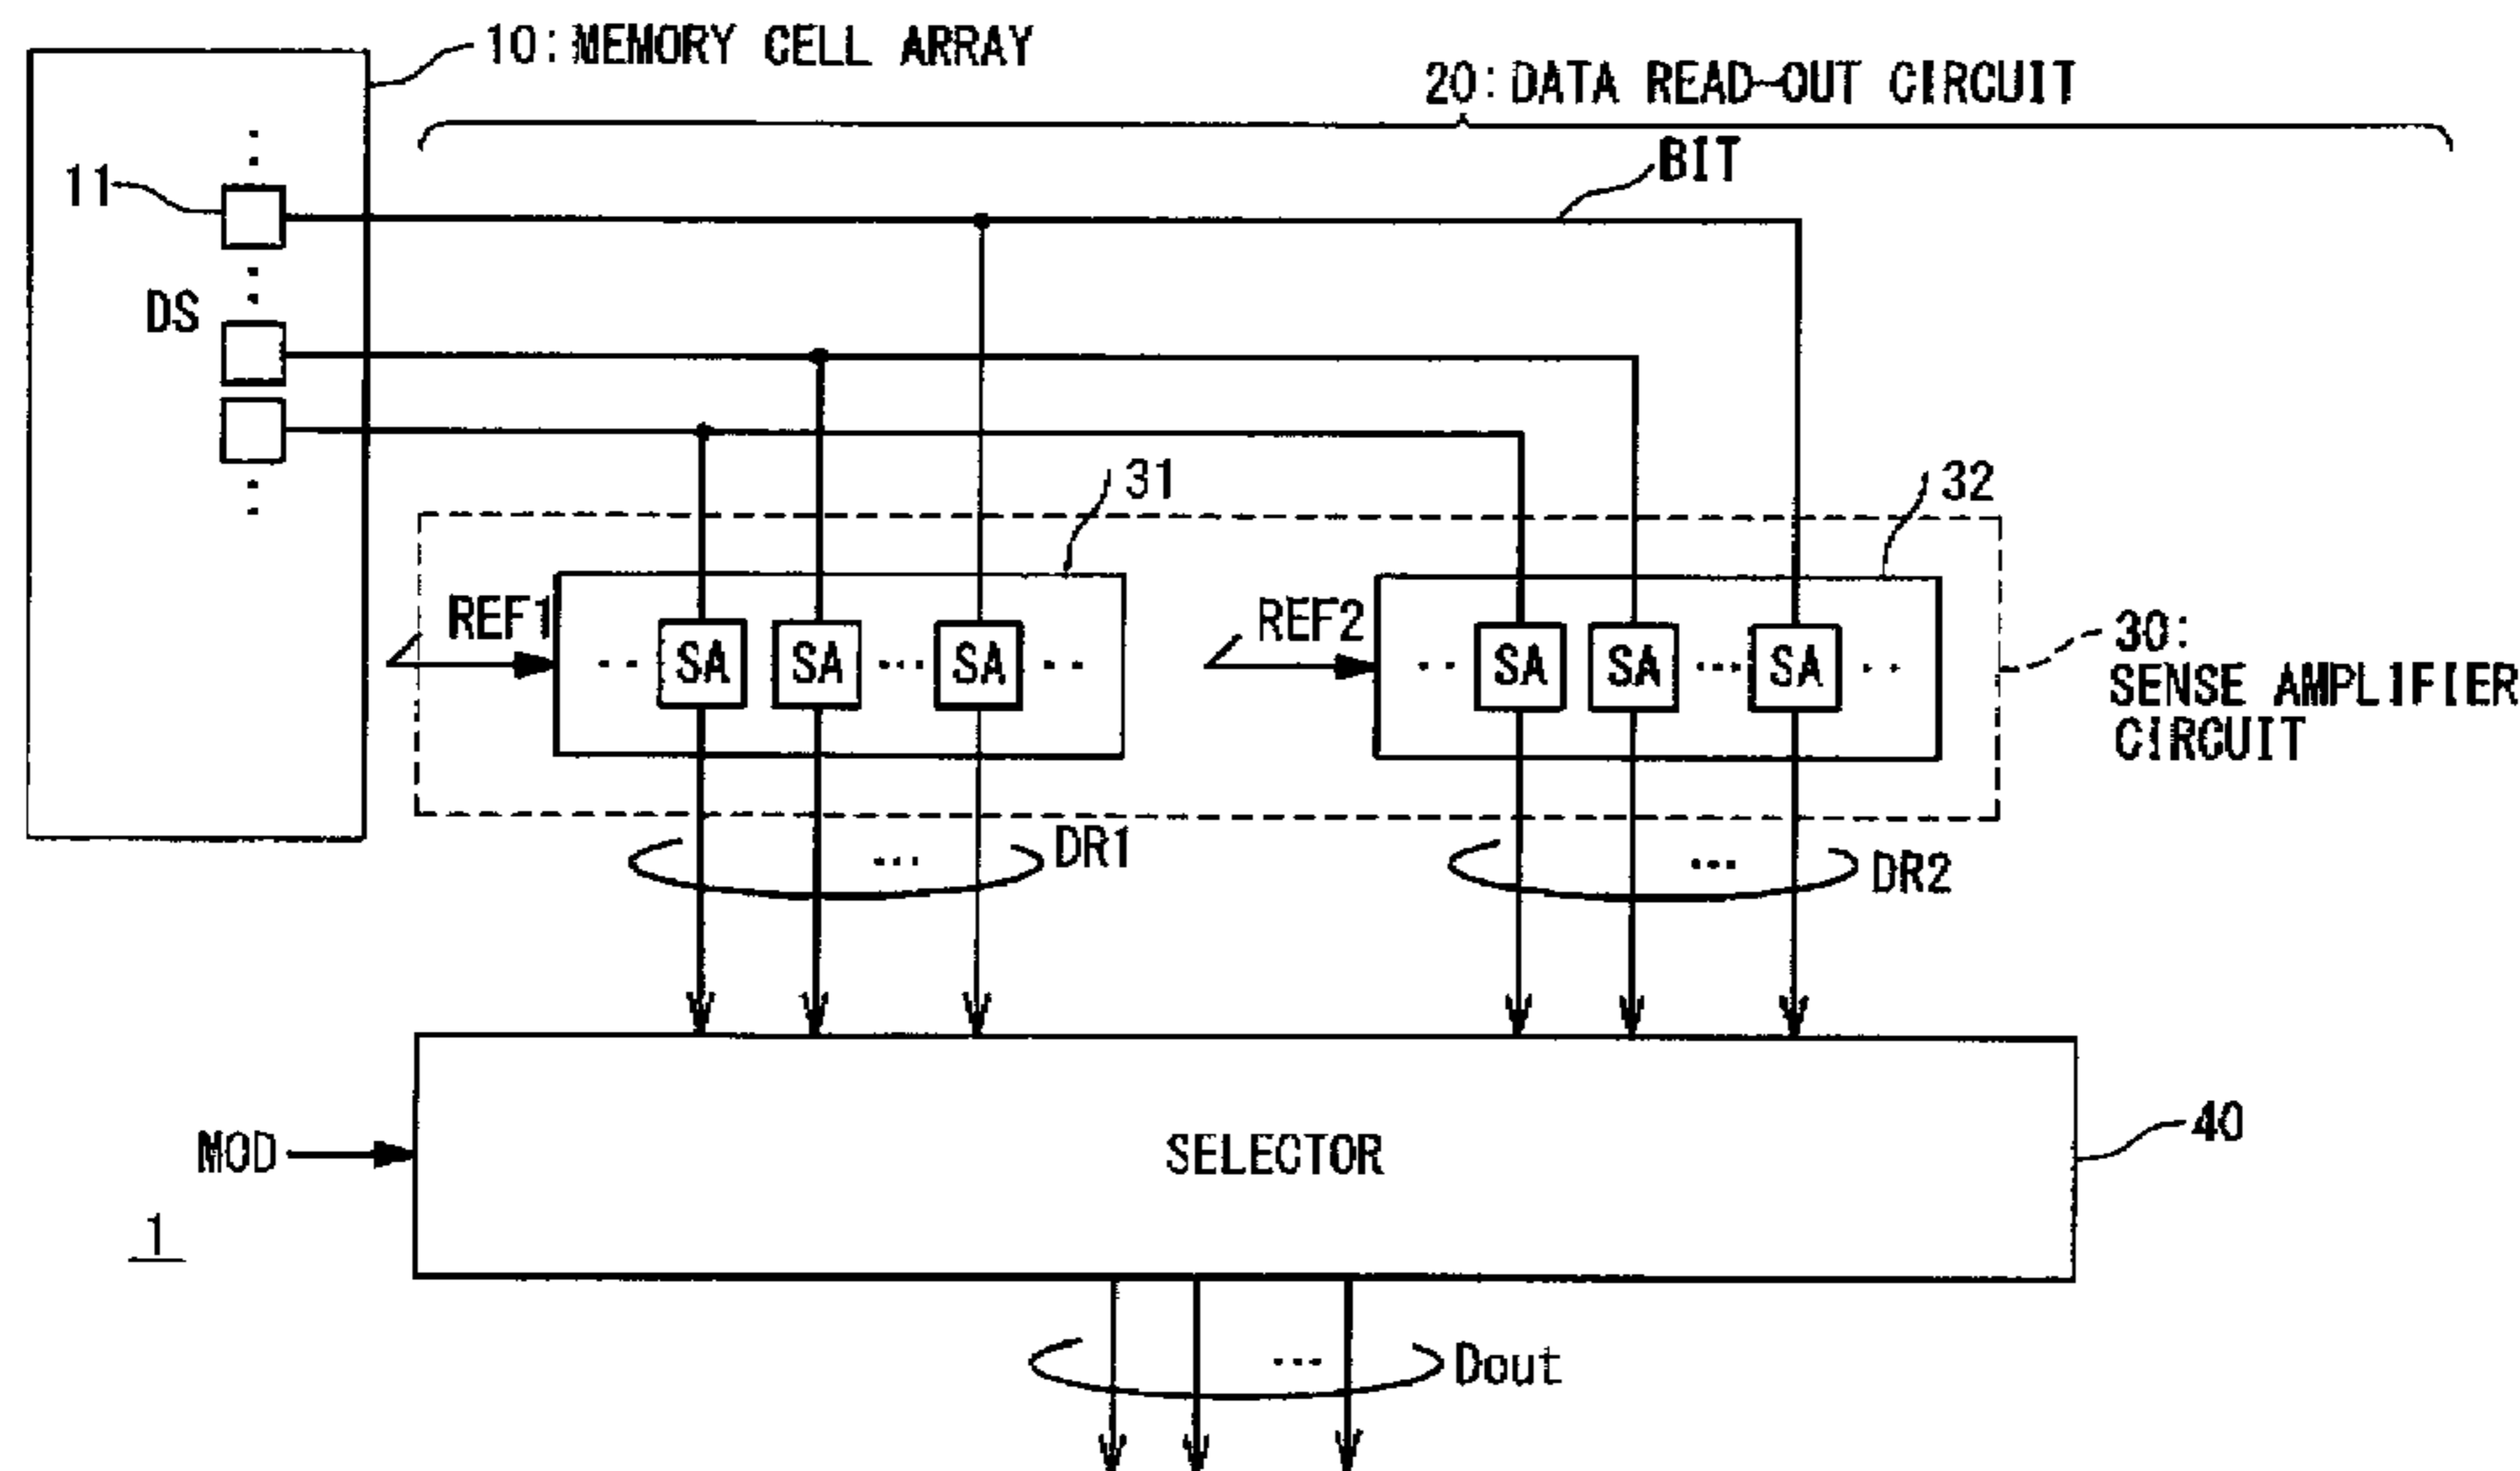 10:MEMORY CELL ARRAY
20:DATA READ-OUT CIRCUIT
BIT
11
DS
31
32
REF1
REF2
SA
SA
...
SA
SA
SA
...
SA
30:
SENSE AMPLIFIER
CIRCUIT
... DR1
... DR2
MOD
SELECTOR
40
1
... Dout